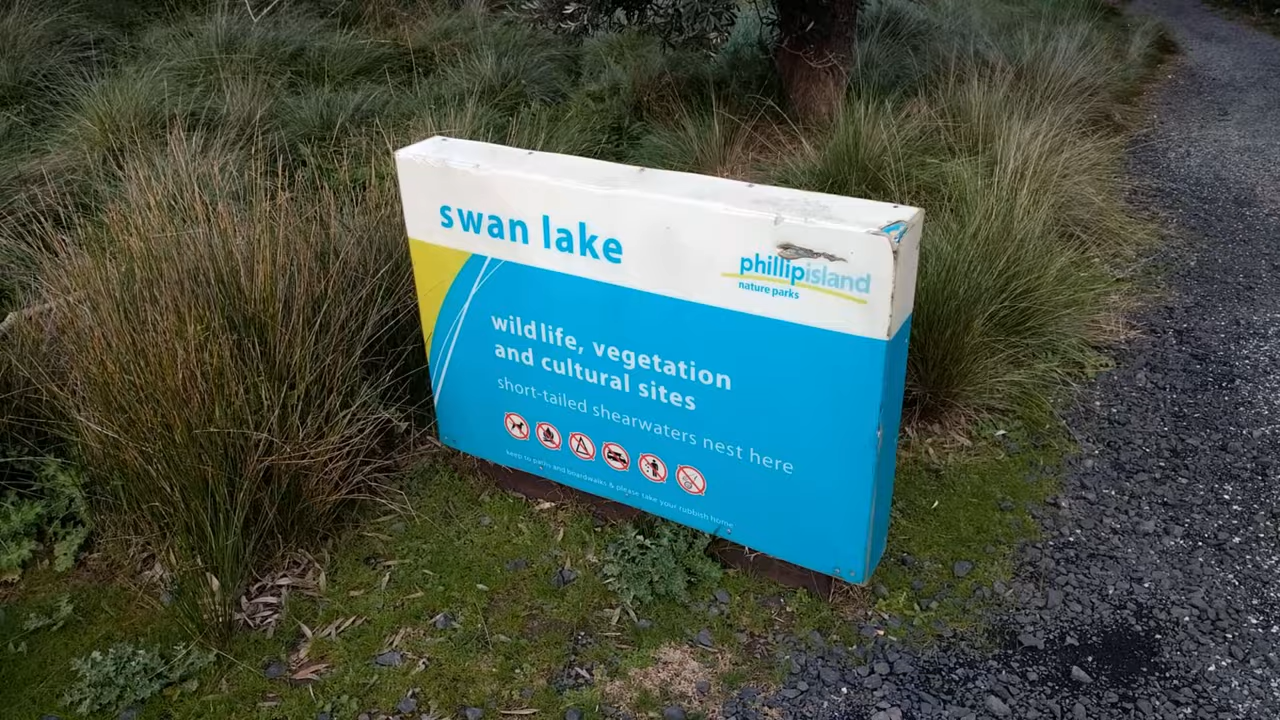 swan lake
phillipisland
nature parks
wildlife, vegetation
and cultural sites
short-tailed shearwaters nest here
keep to paths and boardwalks & please take your rubbish home